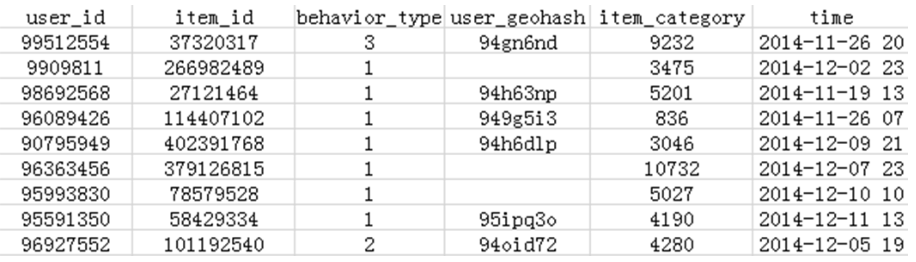 user_id item_id behavior_type user_geohash item_category time
99512554 37320317 3 94gn6nd 9232 2014-11-26 20
9909811 266982489 1 3475 2014-12-02 23
98692568 27121464 1 94h63np 5201 2014-11-19 13
96089426 114407102 1 949g5i3 836 2014-11-26 07
90795949 402391768 1 94h6dlp 3046 2014-12-09 21
96363456 379126815 1 10732 2014-12-07 23
95993830 78579528 1 5027 2014-12-10 10
95591350 58429334 1 95ipq3o 4190 2014-12-11 13
96927552 101192540 2 94oid72 4280 2014-12-05 19